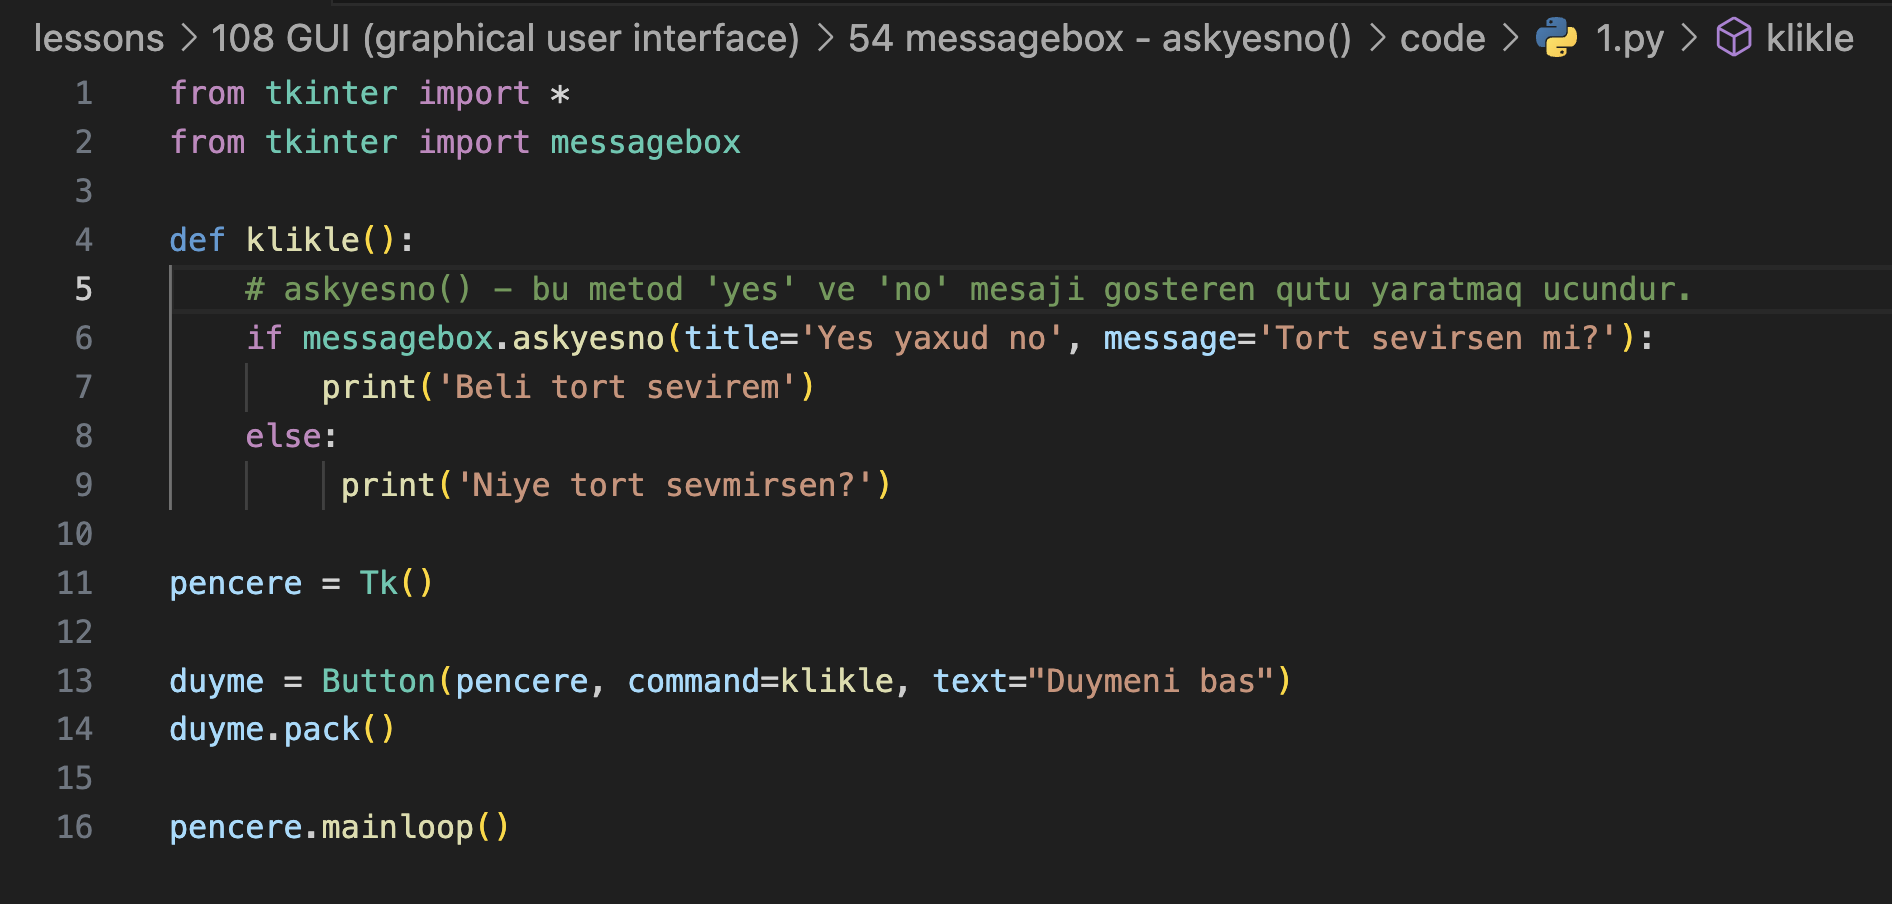 lessons > 108 GUI (graphical user interface) > 54 messagebox - askyesno() > code > 1.py > klikle
1 from tkinter import *
2 from tkinter import messagebox
3
4 def klikle():
5     # askyesno() - bu metod 'yes' ve 'no' mesaji gosteren qutu yaratmaq ucundur.
6     if messagebox.askyesno(title='Yes yaxud no', message='Tort sevirsen mi?'):
7         print('Beli tort sevirem')
8     else:
9          print('Niye tort sevmirsen?')
10
11 pencere = Tk()
12
13 duyme = Button(pencere, command=klikle, text="Duymeni bas")
14 duyme.pack()
15
16 pencere.mainloop()